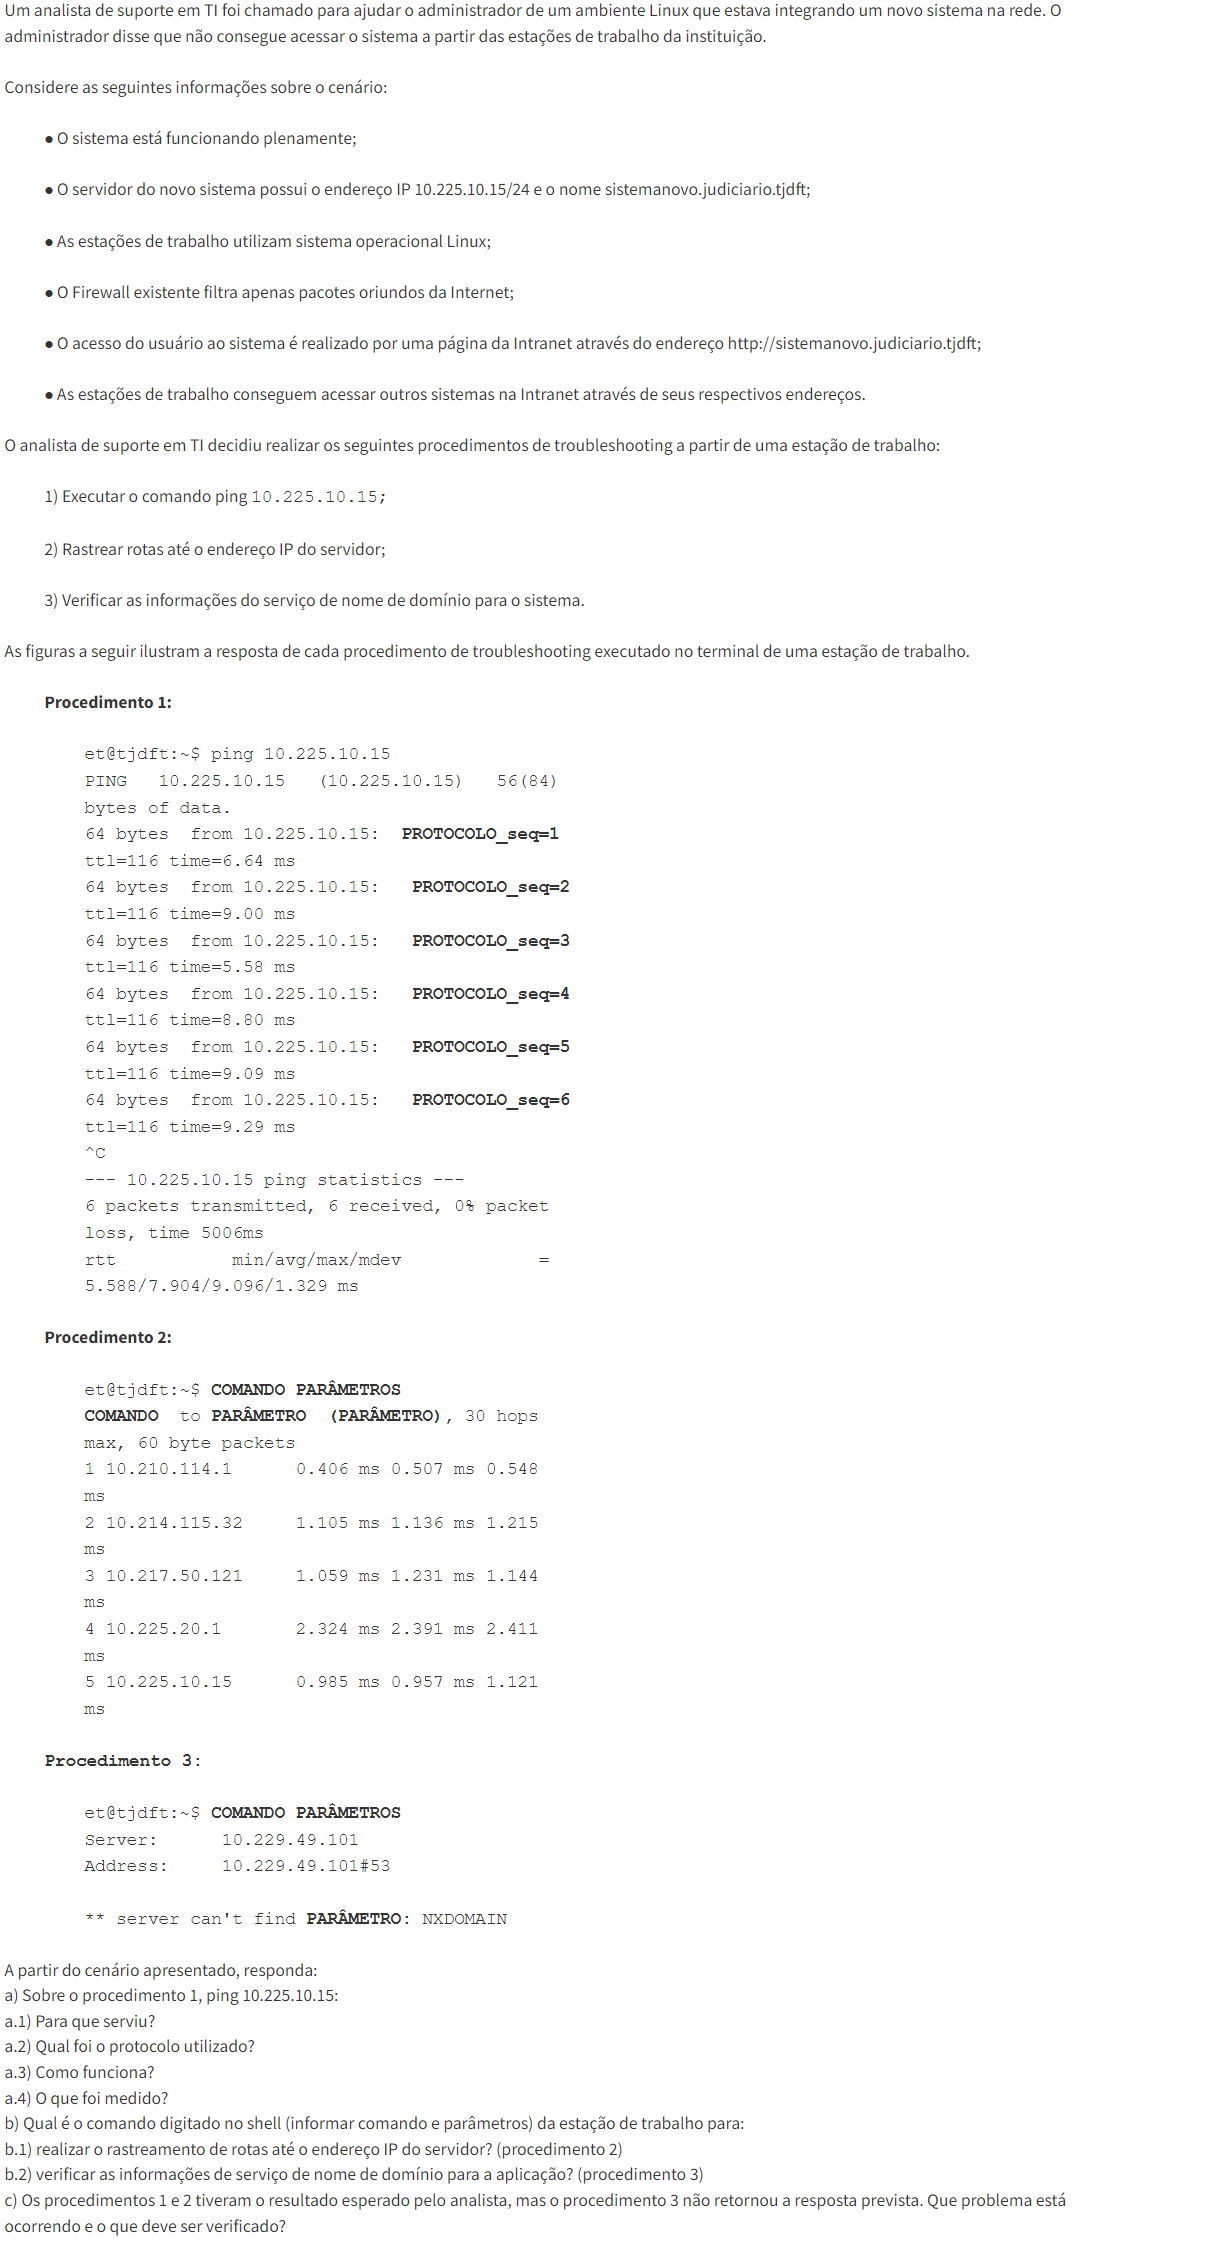 Um analista de suporte em TI foi chamado para ajudar o administrador de um ambiente Linux que estava integrando um novo sistema na rede. O
administrador disse que não consegue acessar o sistema a partir das estações de trabalho da instituição.
Considere as seguintes informações sobre o cenário:
● O sistema está funcionando plenamente;
● O servidor do novo sistema possui o endereço IP 10.225.10.15/24 e o nome sistemanovo.judiciario.tjdft;
● As estações de trabalho utilizam sistema operacional Linux;
● O Firewall existente filtra apenas pacotes oriundos da Internet;
● O acesso do usuário ao sistema é realizado por uma página da Intranet através do endereço http://sistemanovo.judiciario.tjdft;
● As estações de trabalho conseguem acessar outros sistemas na Intranet através de seus respectivos endereços.
O analista de suporte em TI decidiu realizar os seguintes procedimentos de troubleshooting a partir de uma estação de trabalho:
1) Executar o comando ping 10.225.10.15;
2) Rastrear rotas até o endereço IP do servidor;
3) Verificar as informações do serviço de nome de domínio para o sistema.
As figuras a seguir ilustram a resposta de cada procedimento de troubleshooting executado no terminal de uma estação de trabalho.
Procedimento 1:
et@tjdft:~$ ping 10.225.10.15
PING 10.225.10.15 (10.225.10.15) 56(84)
bytes of data.
64 bytes from 10.225.10.15: PROTOCOLO_seq=1
ttl=116 time=6.64 ms
64 bytes from 10.225.10.15: PROTOCOLO_seq=2
ttl=116 time=9.00 ms
64 bytes from 10.225.10.15: PROTOCOLO_seq=3
ttl=116 time=5.58 ms
64 bytes from 10.225.10.15: PROTOCOLO_seq=4
ttl=116 time=8.80 ms
64 bytes from 10.225.10.15: PROTOCOLO_seq=5
ttl=116 time=9.09 ms
64 bytes from 10.225.10.15: PROTOCOLO_seq=6
ttl=116 time=9.29 ms
^C
--- 10.225.10.15 ping statistics ---
6 packets transmitted, 6 received, 0% packet
loss, time 5006ms
rtt min/avg/max/mdev =
5.588/7.904/9.096/1.329 ms
Procedimento 2:
et@tjdft:~$ COMANDO PARÂMETROS
COMANDO to PARÂMETRO (PARÂMETRO), 30 hops
max, 60 byte packets
1 10.210.114.1 0.406 ms 0.507 ms 0.548
ms
2 10.214.115.32 1.105 ms 1.136 ms 1.215
ms
3 10.217.50.121 1.059 ms 1.231 ms 1.144
ms
4 10.225.20.1 2.324 ms 2.391 ms 2.411
ms
5 10.225.10.15 0.985 ms 0.957 ms 1.121
ms
Procedimento 3:
et@tjdft:~$ COMANDO PARÂMETROS
Server: 10.229.49.101
Address: 10.229.49.101#53
** server can't find PARÂMETRO: NXDOMAIN
A partir do cenário apresentado, responda:
a) Sobre o procedimento 1, ping 10.225.10.15:
a.1) Para que serviu?
a.2) Qual foi o protocolo utilizado?
a.3) Como funciona?
a.4) O que foi medido?
b) Qual é o comando digitado no shell (informar comando e parâmetros) da estação de trabalho para:
b.1) realizar o rastreamento de rotas até o endereço IP do servidor? (procedimento 2)
b.2) verificar as informações de serviço de nome de domínio para a aplicação? (procedimento 3)
c) Os procedimentos 1 e 2 tiveram o resultado esperado pelo analista, mas o procedimento 3 não retornou a resposta prevista. Que problema está
ocorrendo e o que deve ser verificado?